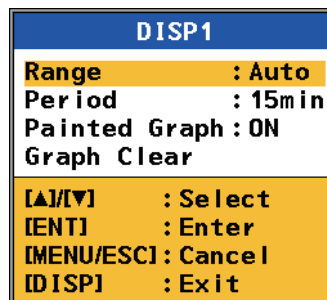 DISP1
Range : Auto
Period : 15min
Painted Graph : ON
Graph Clear
[▲]/[▼] : Select
[ENT] : Enter
[MENU/ESC] : Cancel
[DISP] : Exit